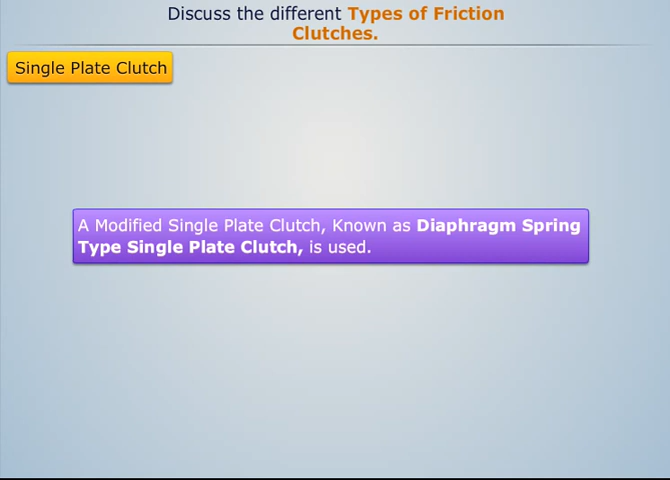 Discuss the different Types of Friction
Clutches.
Single Plate Clutch
A Modified Single Plate Clutch, Known as Diaphragm Spring
Type Single Plate Clutch, is used.